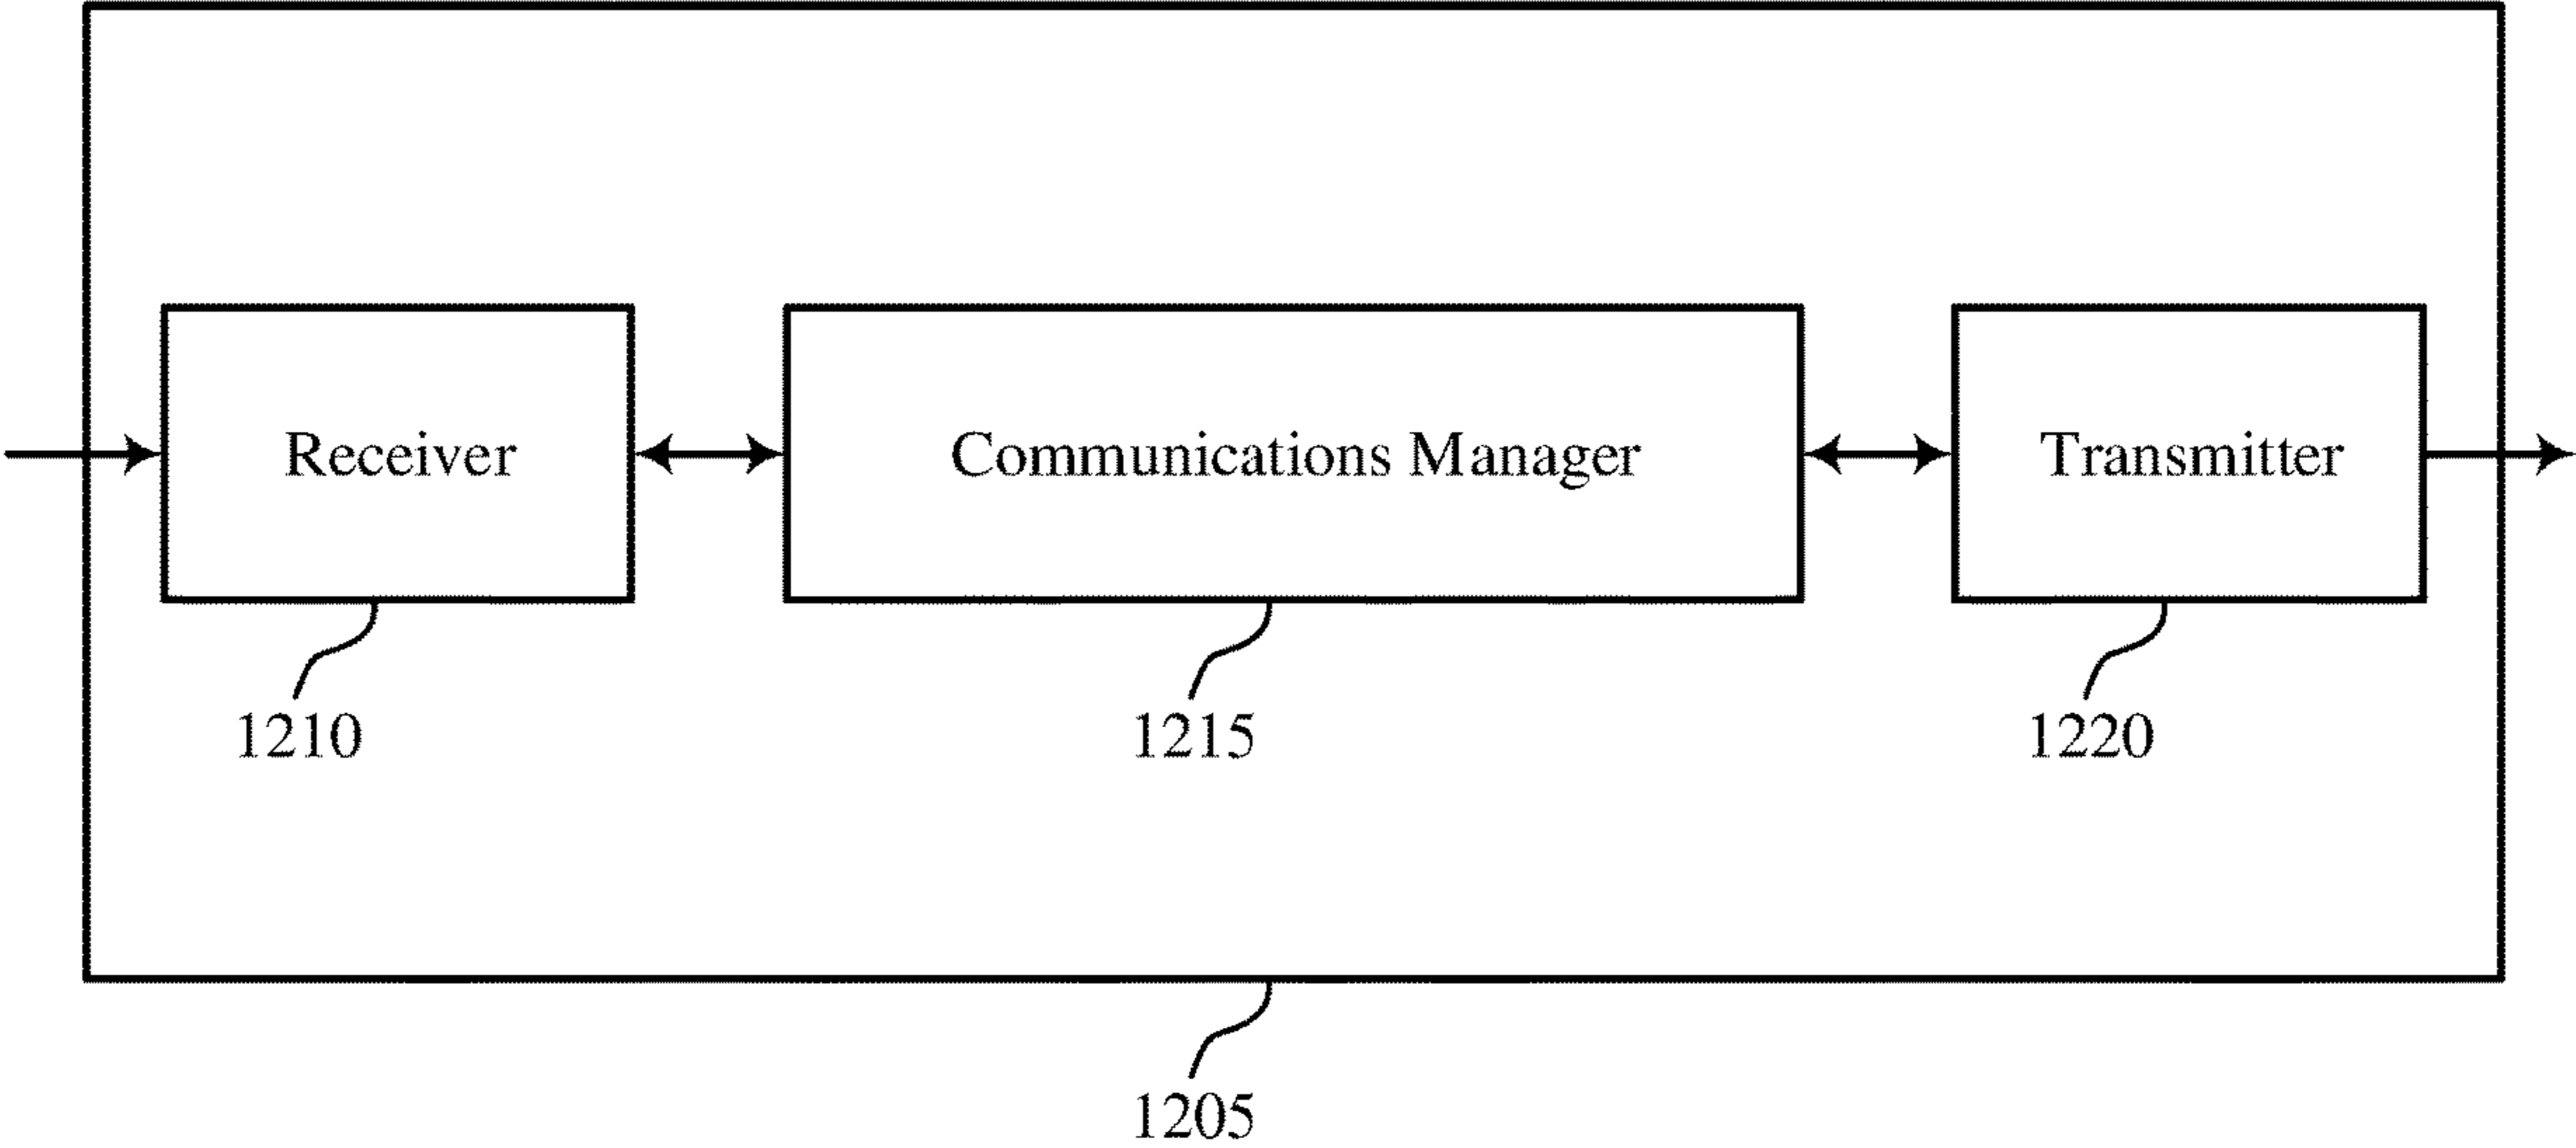 Receiver
Communications Manager
Transmitter
1210
1215
1220
1205